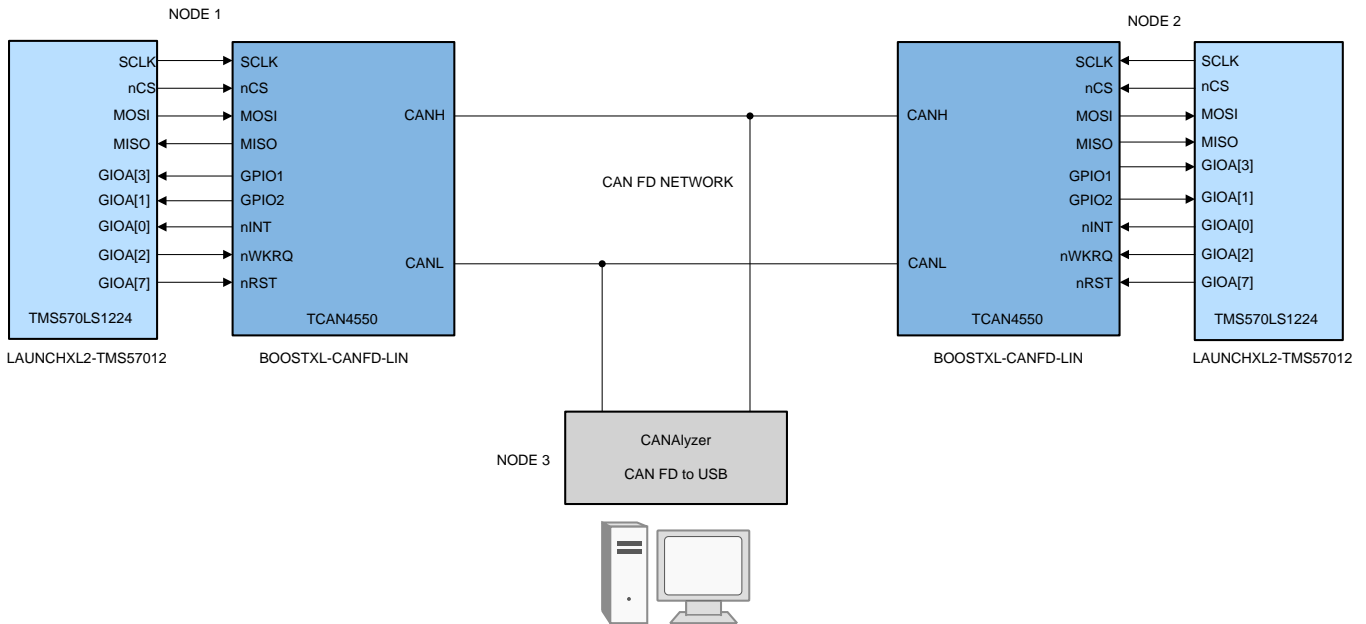 NODE 1
NODE 2
SCLK SCLK SCLK SCLK
nCS nCS nCS nCS
MOSI MOSI CANH CANH MOSI MOSI
MISO MISO MISO MISO
GIOA[3] GPIO1 CAN FD NETWORK GPIO1 GIOA[3]
GIOA[1] GPIO2 GPIO2 GIOA[1]
GIOA[0] nINT nINT GIOA[0]
GIOA[2] nWKRQ CANL CANL nWKRQ GIOA[2]
GIOA[7] nRST nRST GIOA[7]
TMS570LS1224 TCAN4550 TCAN4550 TMS570LS1224
LAUNCHXL2-TMS57012 BOOSTXL-CANFD-LIN BOOSTXL-CANFD-LIN LAUNCHXL2-TMS57012
CANAlyzer
NODE 3
CAN FD to USB